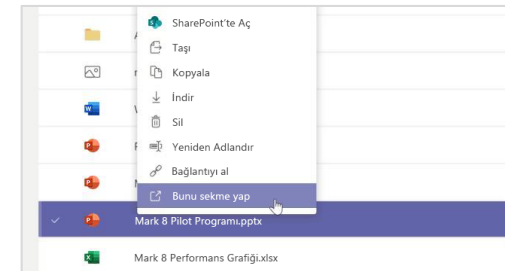 SharePoint'te Aç
Taşı
Kopyala
İndir
Sil
Yeniden Adlandır
Bağlantıyı al
Bunu sekme yap
Mark 8 Pilot Programı.pptx
Mark 8 Performans Grafiği.xlsx